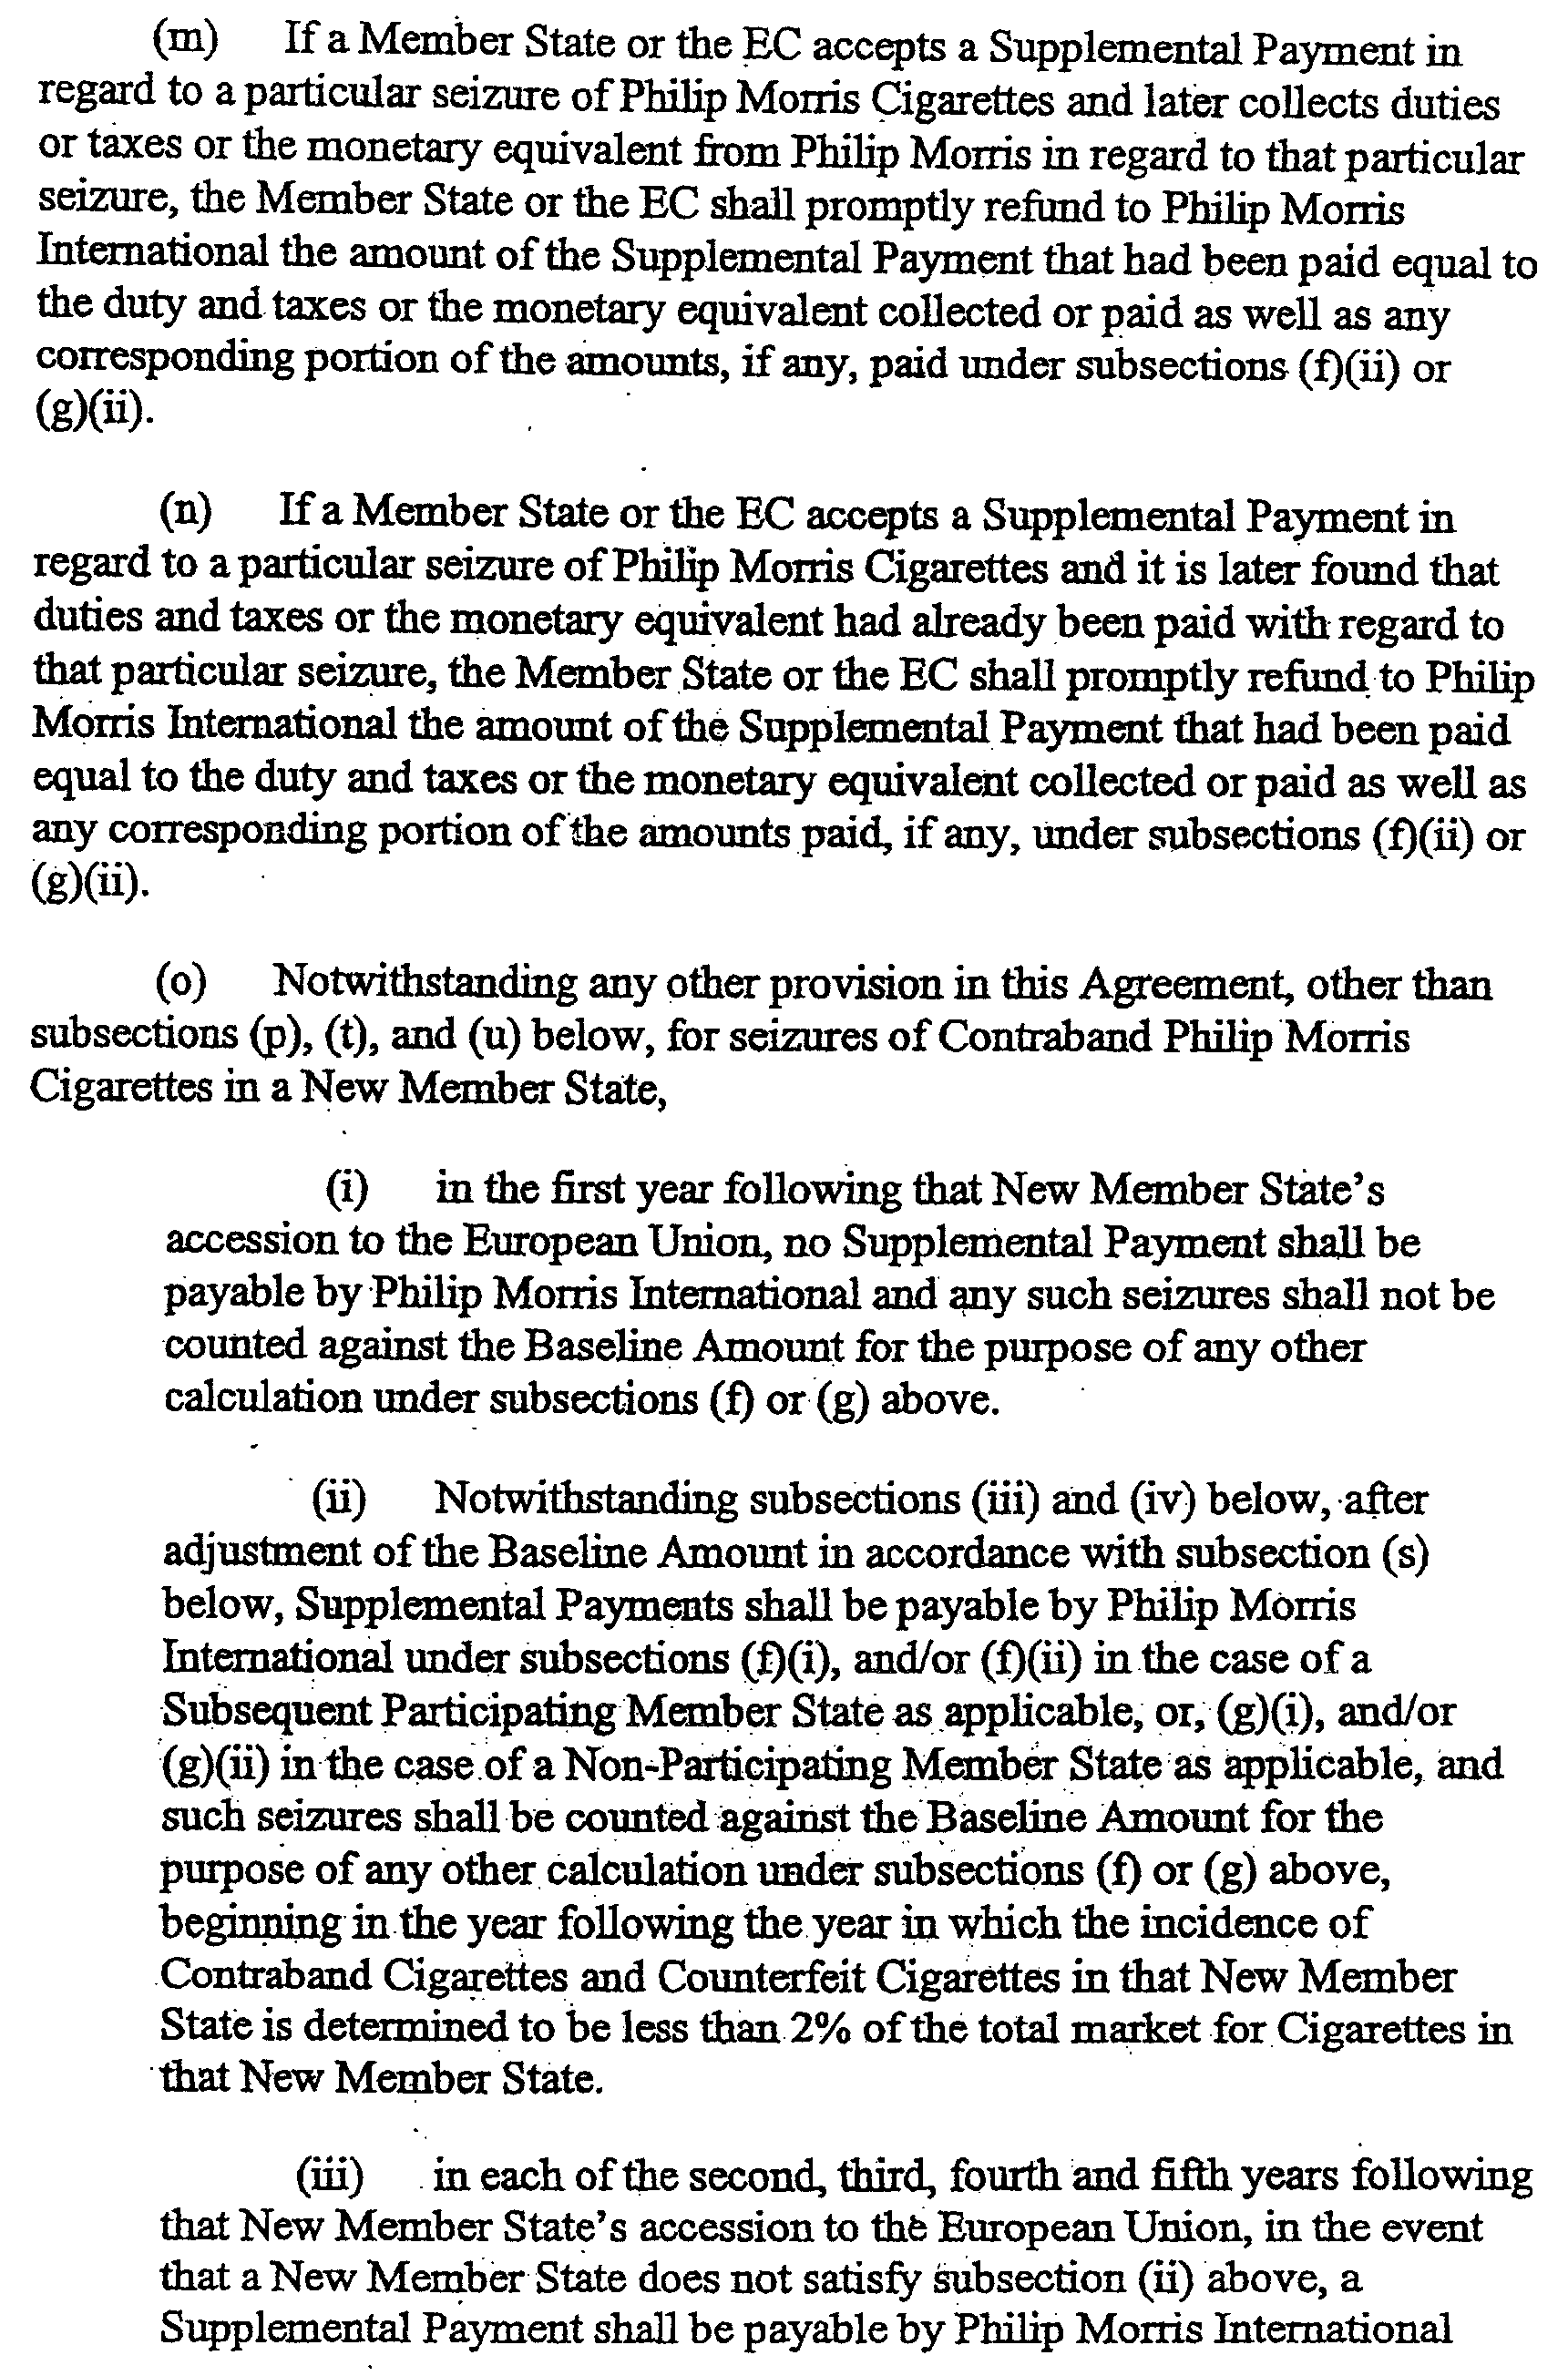 (m) If a Member State or the EC accepts a Supplemental Payment in
regard to a particular seizure of Philip Morris Cigarettes and later collects duties
or taxes or the monetary equivalent from Philip Morris in regard to that particular
seizure, the Member State or the EC shall promptly refund to Philip Morris
International the amount of the Supplemental Payment that had been paid equal to
the duty and taxes or the monetary equivalent collected or paid as well as any
corresponding portion of the amounts, if any, paid under subsections (f)(ii) or
(g)(ii).
(n) If a Member State or the EC accepts a Supplemental Payment in
regard to a particular seizure of Philip Morris Cigarettes and it is later found that
duties and taxes or the monetary equivalent had already been paid with regard to
that particular seizure, the Member State or the EC shall promptly refund to Philip
Morris International the amount of the Supplemental Payment that had been paid
equal to the duty and taxes or the monetary equivalent collected or paid as well as
any corresponding portion of the amounts paid, if any, under subsections (f)(ii) or
(g)(ii).
(o) Notwithstanding any other provision in this Agreement, other than
subsections (p), (t), and (u) below, for seizures of Contraband Philip Morris
Cigarettes in a New Member State,
(i) in the first year following that New Member State's
accession to the European Union, no Supplemental Payment shall be
payable by Philip Morris International and any such seizures shall not be
counted against the Baseline Amount for the purpose of any other
calculation under subsections (f) or (g) above.
(ii) Notwithstanding subsections (iii) and (iv) below, after
adjustment of the Baseline Amount in accordance with subsection (s)
below, Supplemental Payments shall be payable by Philip Morris
International under subsections (f)(i), and/or (f)(ii) in the case of a
Subsequent Participating Member State as applicable, or, (g)(i), and/or
(g)(ii) in the case of a Non-Participating Member State as applicable, and
such seizures shall be counted against the Baseline Amount for the
purpose of any other calculation under subsections (f) or (g) above,
beginning in the year following the year in which the incidence of
Contraband Cigarettes and Counterfeit Cigarettes in that New Member
State is determined to be less than 2% of the total market for Cigarettes in
that New Member State.
(iii) in each of the second, third, fourth and fifth years following
that New Member State's accession to the European Union, in the event
that a New Member State does not satisfy subsection (ii) above, a
Supplemental Payment shall be payable by Philip Morris International